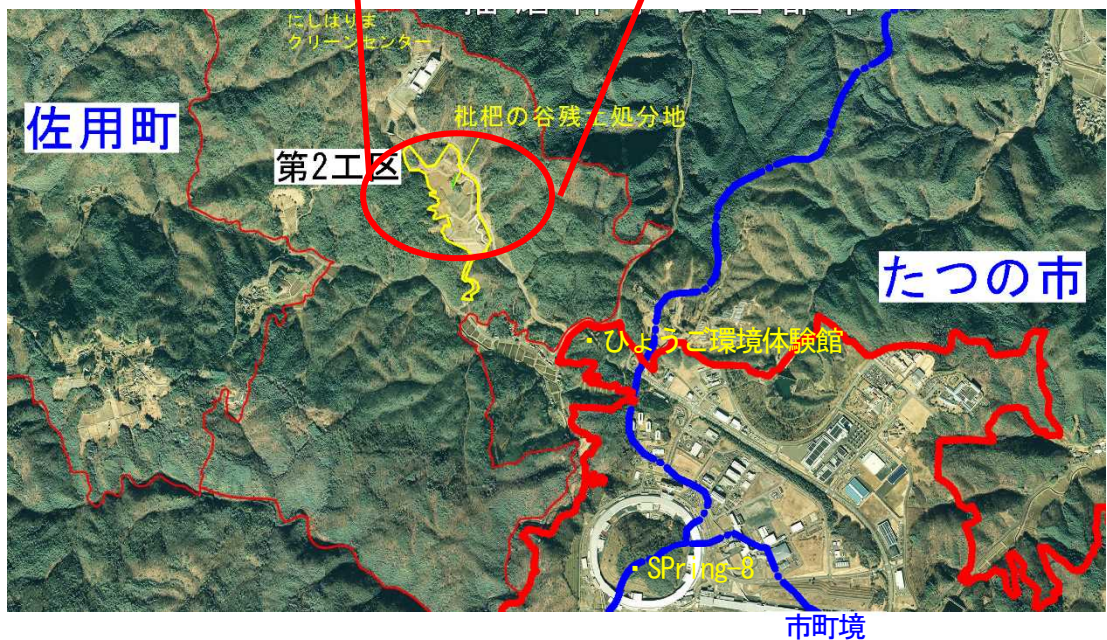 にしはりま
クリーンセンター
佐用町
枇杷の谷残土処分地
第2工区
たつの市
ひょうご環境体験館
SPring-8
市町境